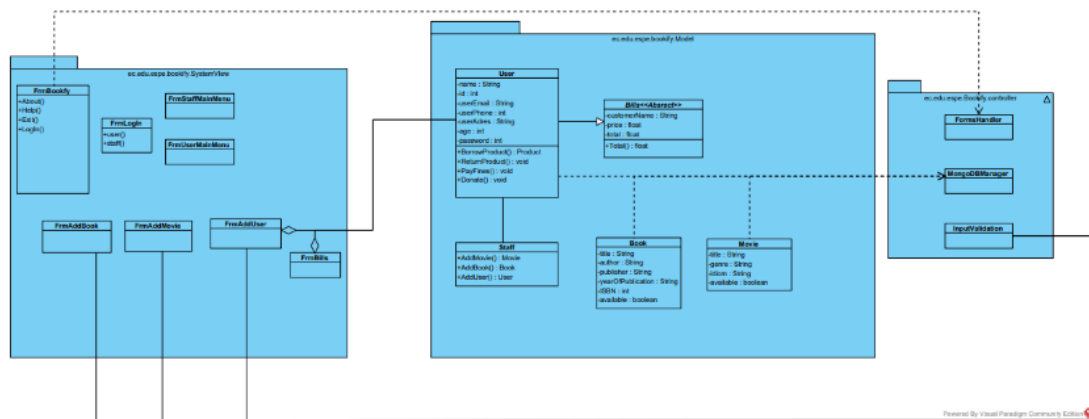 ec.edu.espe.bookify.SystemView
FrmBookify
+About()
+Help()
+Exit()
+LogIn()
FrmStaffMainMenu
FrmLogIn
+user()
+staff()
FrmUserMainMenu
FrmAddBook
FrmAddMovie
FrmAddUser
FrmBills
ec.edu.espe.bookify.Model
User
-name : String
-id : int
-userEmail : String
-userPhone : int
-userAdres : String
-age : int
-password : int
+BorrowProduct() : Product
+ReturnProduct() : void
+PayFines() : void
+Donate() : void
Bills<<Absract>>
-customerName : String
-price : float
-total : float
+Total() : float
Staff
+AddMovie() : Movie
+AddBook() : Book
+AddUser() : User
Book
-title : String
-author : String
-publisher : String
-yearOfPublication : String
-ISBN : int
-available : boolean
Movie
-title : String
-genre : String
-idiom : String
-available : boolean
ec.edu.espe.Bookify.controller
FormsHandler
MongoDBManager
InputValidation
Powered By Visual Paradigm Community Edition